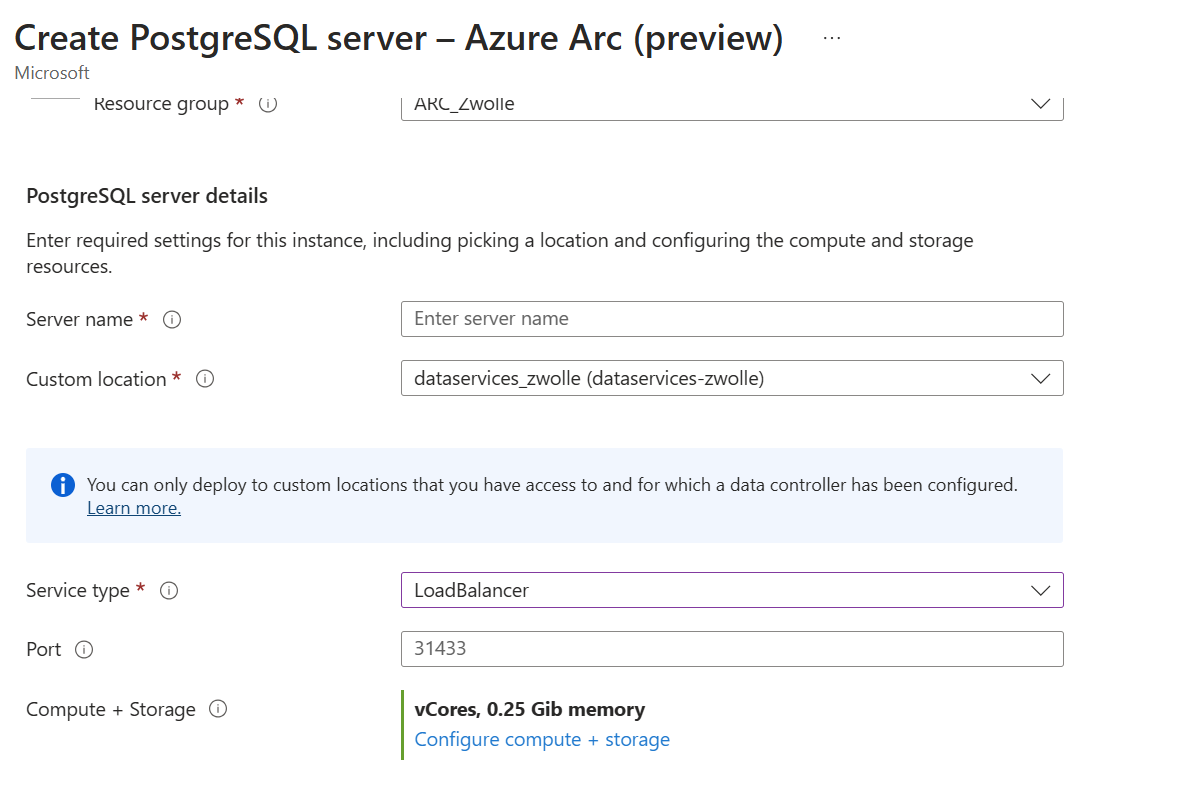 Create PostgreSQL server – Azure Arc (preview) ...
Microsoft
Resource group * ARC_Zwolle
PostgreSQL server details
Enter required settings for this instance, including picking a location and configuring the compute and storage
resources.
Server name * Enter server name
Custom location * dataservices_zwolle (dataservices-zwolle)
You can only deploy to custom locations that you have access to and for which a data controller has been configured.
Learn more.
Service type * LoadBalancer
Port 31433
Compute + Storage vCores, 0.25 Gib memory
Configure compute + storage